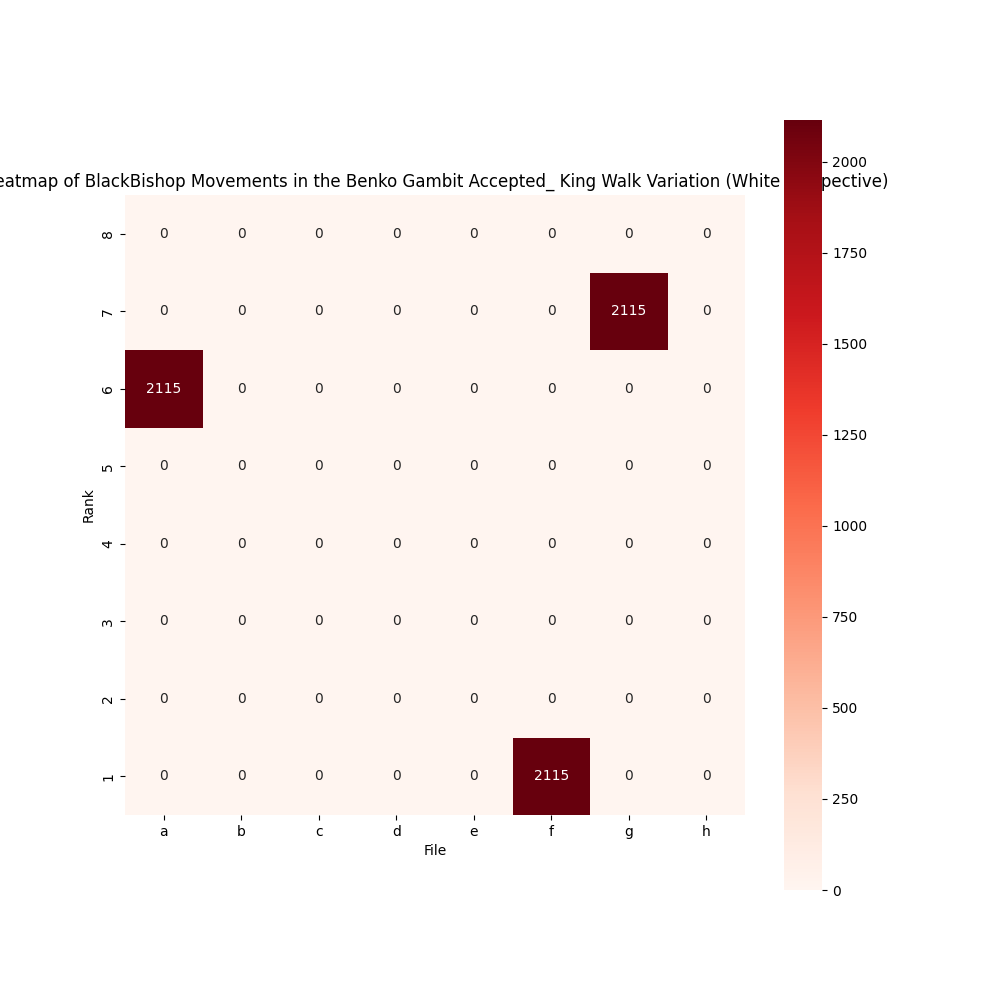 eatmap of BlackBishop Movements in the Benko Gambit Accepted_ King Walk Variation (White pective)
8 0 0 0 0 0 0 0 0
7 0 0 0 0 0 0 2115 0
6 2115 0 0 0 0 0 0 0
5 0 0 0 0 0 0 0 0
4 0 0 0 0 0 0 0 0
3 0 0 0 0 0 0 0 0
2 0 0 0 0 0 0 0 0
1 0 0 0 0 0 2115 0 0
a b c d e f g h
File
Rank
2000
1750
1500
1250
1000
750
500
250
0